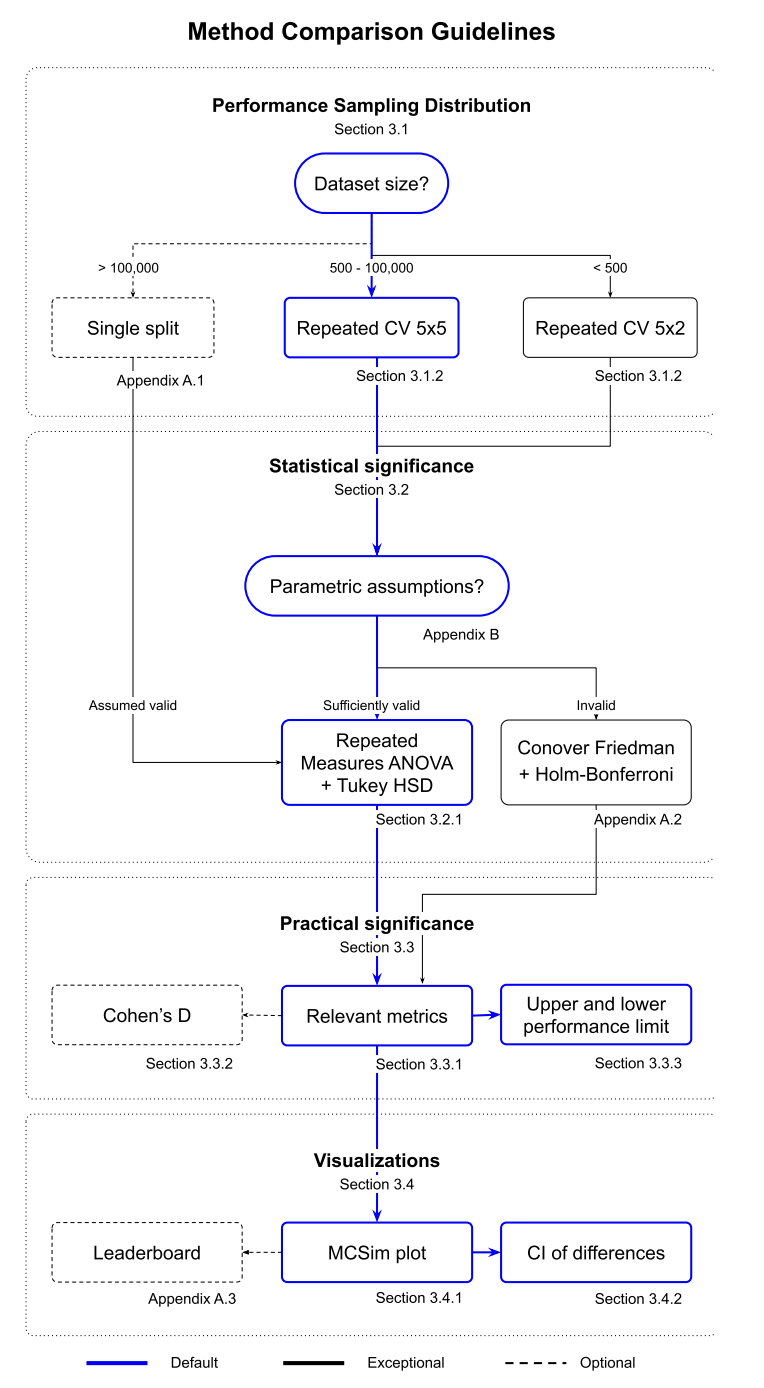 Method Comparison Guidelines
Performance Sampling Distribution
Section 3.1
Dataset size?
> 100,000
500 - 100,000
< 500
Single split
Repeated CV 5x5
Repeated CV 5x2
Appendix A.1
Section 3.1.2
Section 3.1.2
Statistical significance
Section 3.2
Parametric assumptions?
Appendix B
Assumed valid
Sufficiently valid
Invalid
Repeated
Measures ANOVA
+ Tukey HSD
Conover Friedman
+ Holm-Bonferroni
Section 3.2.1
Appendix A.2
Practical significance
Section 3.3
Cohen's D
Relevant metrics
Upper and lower
performance limit
Section 3.3.2
Section 3.3.1
Section 3.3.3
Visualizations
Section 3.4
Leaderboard
MCSim plot
CI of differences
Appendix A.3
Section 3.4.1
Section 3.4.2
Default
Exceptional
Optional